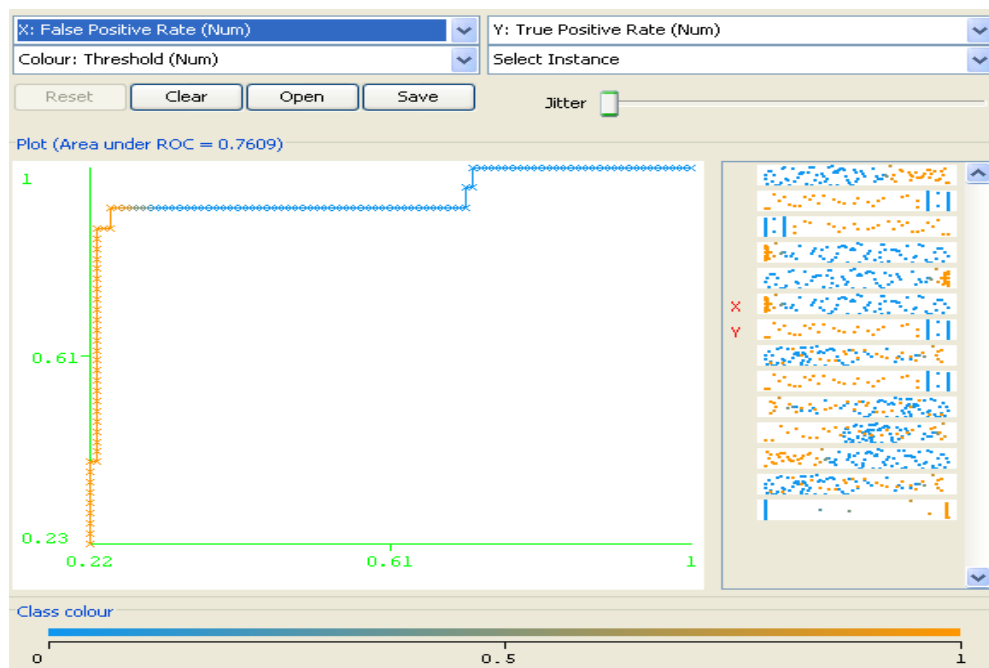 X: False Positive Rate (Num)
Y: True Positive Rate (Num)
Colour: Threshold (Num)
Select Instance
Reset
Clear
Open
Save
Jitter
Plot (Area under ROC = 0.7609)
1
0.61
0.23
0.22
0.61
1
X
Y
Class colour
0
0.5
1